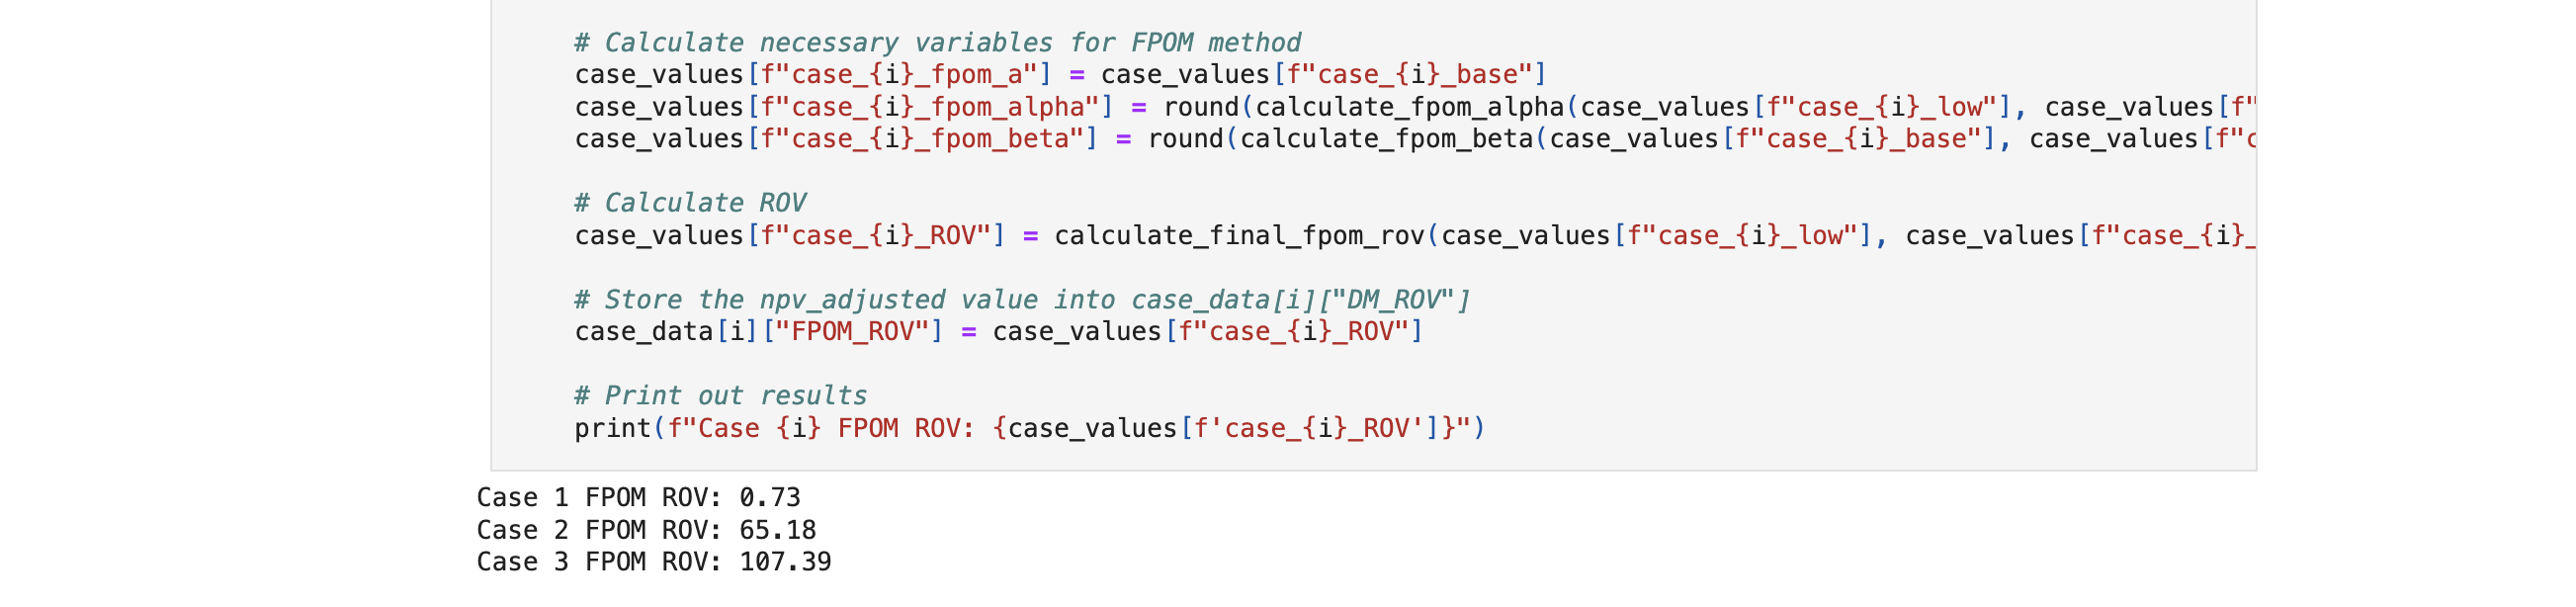 # Calculate necessary variables for FPOM method
case_values[f"case_{i}_fpom_a"] = case_values[f"case_{i}_base"]
case_values[f"case_{i}_fpom_alpha"] = round(calculate_fpom_alpha(case_values[f"case_{i}_low"], case_values[f"
case_values[f"case_{i}_fpom_beta"] = round(calculate_fpom_beta(case_values[f"case_{i}_base"], case_values[f"c
# Calculate ROV
case_values[f"case_{i}_ROV"] = calculate_final_fpom_rov(case_values[f"case_{i}_low"], case_values[f"case_{i}_
# Store the npv_adjusted value into case_data[i]["DM_ROV"]
case_data[i]["FPOM_ROV"] = case_values[f"case_{i}_ROV"]
# Print out results
print(f"Case {i} FPOM ROV: {case_values[f'case_{i}_ROV']}")
Case 1 FPOM ROV: 0.73
Case 2 FPOM ROV: 65.18
Case 3 FPOM ROV: 107.39